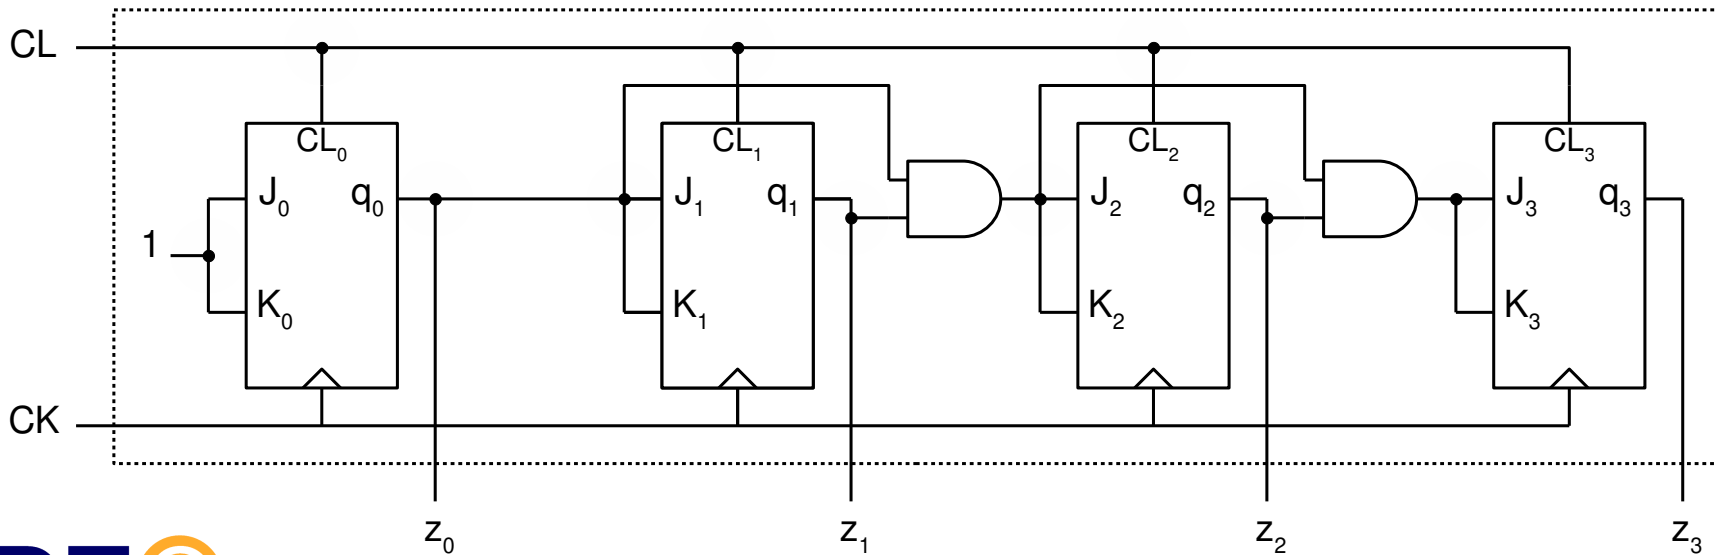 CL
CL₀ CL₁ CL₂ CL₃
J₀ q₀ J₁ q₁ J₂ q₂ J₃ q₃
1
K₀ K₁ K₂ K₃
CK
z₀ z₁ z₂ z₃